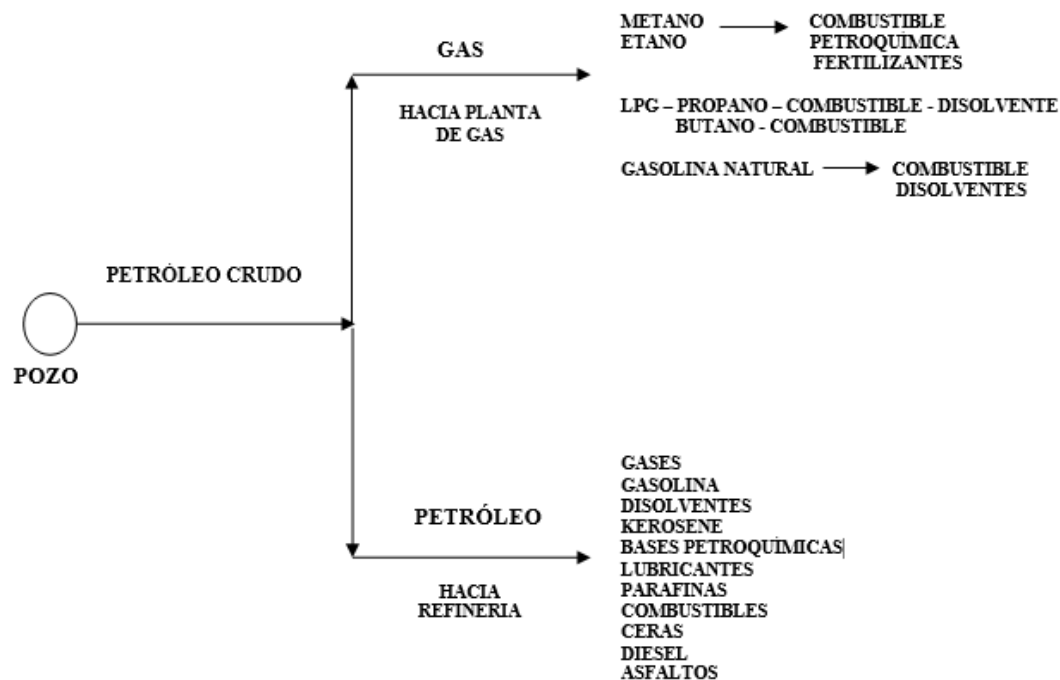 METANO
ETANO
COMBUSTIBLE
PETROQUÍMICA
FERTILIZANTES
GAS
HACIA PLANTA
DE GAS
LPG – PROPANO – COMBUSTIBLE - DISOLVENTE
BUTANO - COMBUSTIBLE
GASOLINA NATURAL
COMBUSTIBLE
DISOLVENTES
PETRÓLEO CRUDO
POZO
PETRÓLEO
HACIA
REFINERIA
GASES
GASOLINA
DISOLVENTES
KEROSENE
BASES PETROQUÍMICAS
LUBRICANTES
PARAFINAS
COMBUSTIBLES
CERAS
DIESEL
ASFALTOS